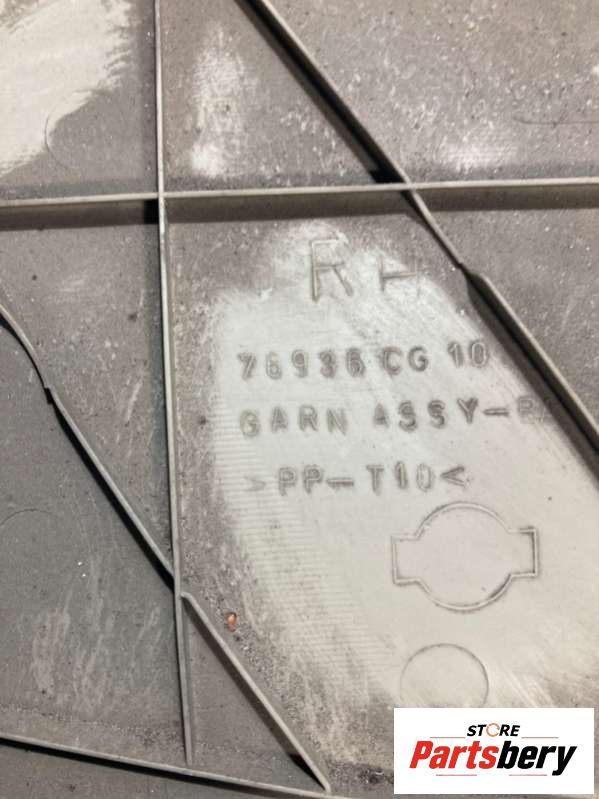 RH
76936 CG 10
GARN ASSY-R
>PP-T10<
STORE
Partsbery